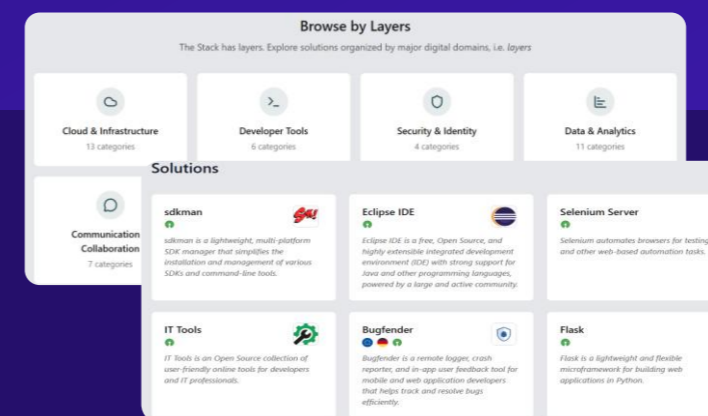 Browse by Layers
The Stack has layers. Explore solutions organized by major digital domains, i.e. layers
Cloud & Infrastructure
13 categories
Developer Tools
6 categories
Security & Identity
4 categories
Data & Analytics
11 categories
Communication
Collaboration
7 categories
Solutions
sdkman
sdkman is a lightweight, multi-platform
SDK manager that simplifies the
installation and management of various
SDKs and command-line tools.
Eclipse IDE
Eclipse IDE is a free, Open Source, and
highly extensible integrated development
environment (IDE) with strong support for
Java and other programming languages,
powered by a large and active community.
Selenium Server
Selenium automates browsers for testing
and other web-based automation tasks.
IT Tools
IT Tools is an Open Source collection of
user-friendly online tools for developers
and IT professionals.
Bugfender
Bugfender is a remote logger, crash
reporter, and in-app user feedback tool for
mobile and web application developers
that helps track and resolve bugs
efficiently.
Flask
Flask is a lightweight and flexible
microframework for building web
applications in Python.